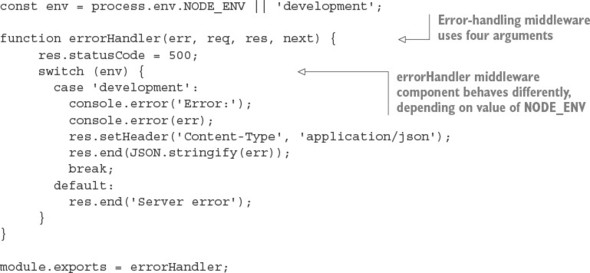 const env = process.env.NODE_ENV || 'development';
function errorHandler(err, req, res, next) {
    res.statusCode = 500;
    switch (env) {
      case 'development':
        console.error('Error:');
        console.error(err);
        res.setHeader('Content-Type', 'application/json');
        res.end(JSON.stringify(err));
        break;
      default:
        res.end('Server error');
    }
}
module.exports = errorHandler;
Error-handling middleware
uses four arguments
errorHandler middleware
component behaves differently,
depending on value of NODE_ENV